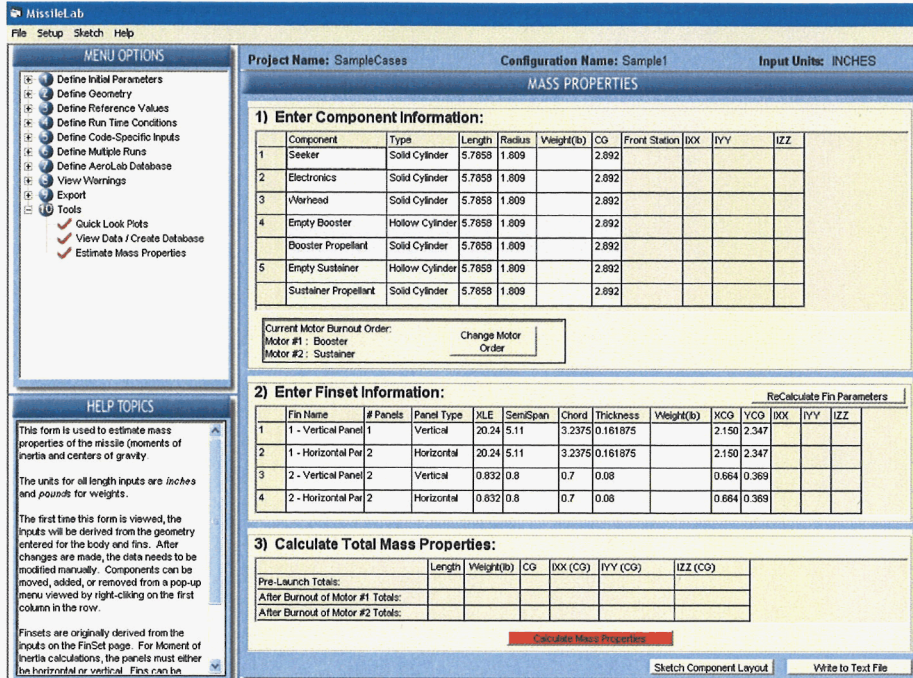 MissileLab
File Setup Sketch Help
MENU OPTIONS
1 Define Initial Parameters
2 Define Geometry
3 Define Reference Values
4 Define Run Time Conditions
5 Define Code-Specific Inputs
6 Define Multiple Runs
7 Define AeroLab Database
8 View Warnings
9 Export
10 Tools
Quick Look Plots
View Data / Create Database
Estimate Mass Properties
HELP TOPICS
This form is used to estimate mass
properties of the missile (moments of
inertia and centers of gravity.
The units for all length inputs are inches
and pounds for weights.
The first time this form is viewed, the
inputs will be derived from the geometry
entered for the body and fins. After
changes are made, the data needs to be
modified manually. Components can be
moved, added, or removed from a pop-up
menu viewed by right-cliking on the first
column in the row.
Finsets are originally derived from the
inputs on the FinSet page. For Moment of
Inertia calculations, the panels must either
be horizontal or vertical. Fins can be
Project Name: SampleCases Configuration Name: Sample1 Input Units: INCHES
MASS PROPERTIES
1) Enter Component Information:
Component Type Length Radius Weight(lb) CG Front Station IXX IYY IZZ
1 Seeker Solid Cylinder 5.7858 1.809 2.892
2 Electronics Solid Cylinder 5.7858 1.809 2.892
3 Warhead Solid Cylinder 5.7858 1.809 2.892
4 Empty Booster Hollow Cylinder 5.7858 1.809 2.892
Booster Propellant Solid Cylinder 5.7858 1.809 2.892
5 Empty Sustainer Hollow Cylinder 5.7858 1.809 2.892
Sustainer Propellant Solid Cylinder 5.7858 1.809 2.892
Current Motor Burnout Order:
Motor #1 : Booster
Motor #2 : Sustainer
Change Motor
Order
2) Enter Finset Information:
ReCalculate Fin Parameters
Fin Name # Panels Panel Type XLE SemiSpan Chord Thickness Weight(lb) XCG YCG IXX IYY IZZ
1 1 - Vertical Panel 1 Vertical 20.24 5.11 3.2375 0.161875 2.150 2.347
2 1 - Horizontal Par 2 Horizontal 20.24 5.11 3.2375 0.161875 2.150 2.347
3 2 - Vertical Panel 2 Vertical 0.832 0.8 0.7 0.08 0.664 0.369
4 2 - Horizontal Par 2 Horizontal 0.832 0.8 0.7 0.08 0.664 0.369
3) Calculate Total Mass Properties:
Length Weight(lb) CG IXX (CG) IYY (CG) IZZ (CG)
Pre-Launch Totals:
After Burnout of Motor #1 Totals:
After Burnout of Motor #2 Totals:
Calculate Mass Properties
Sketch Component Layout Write to Text File